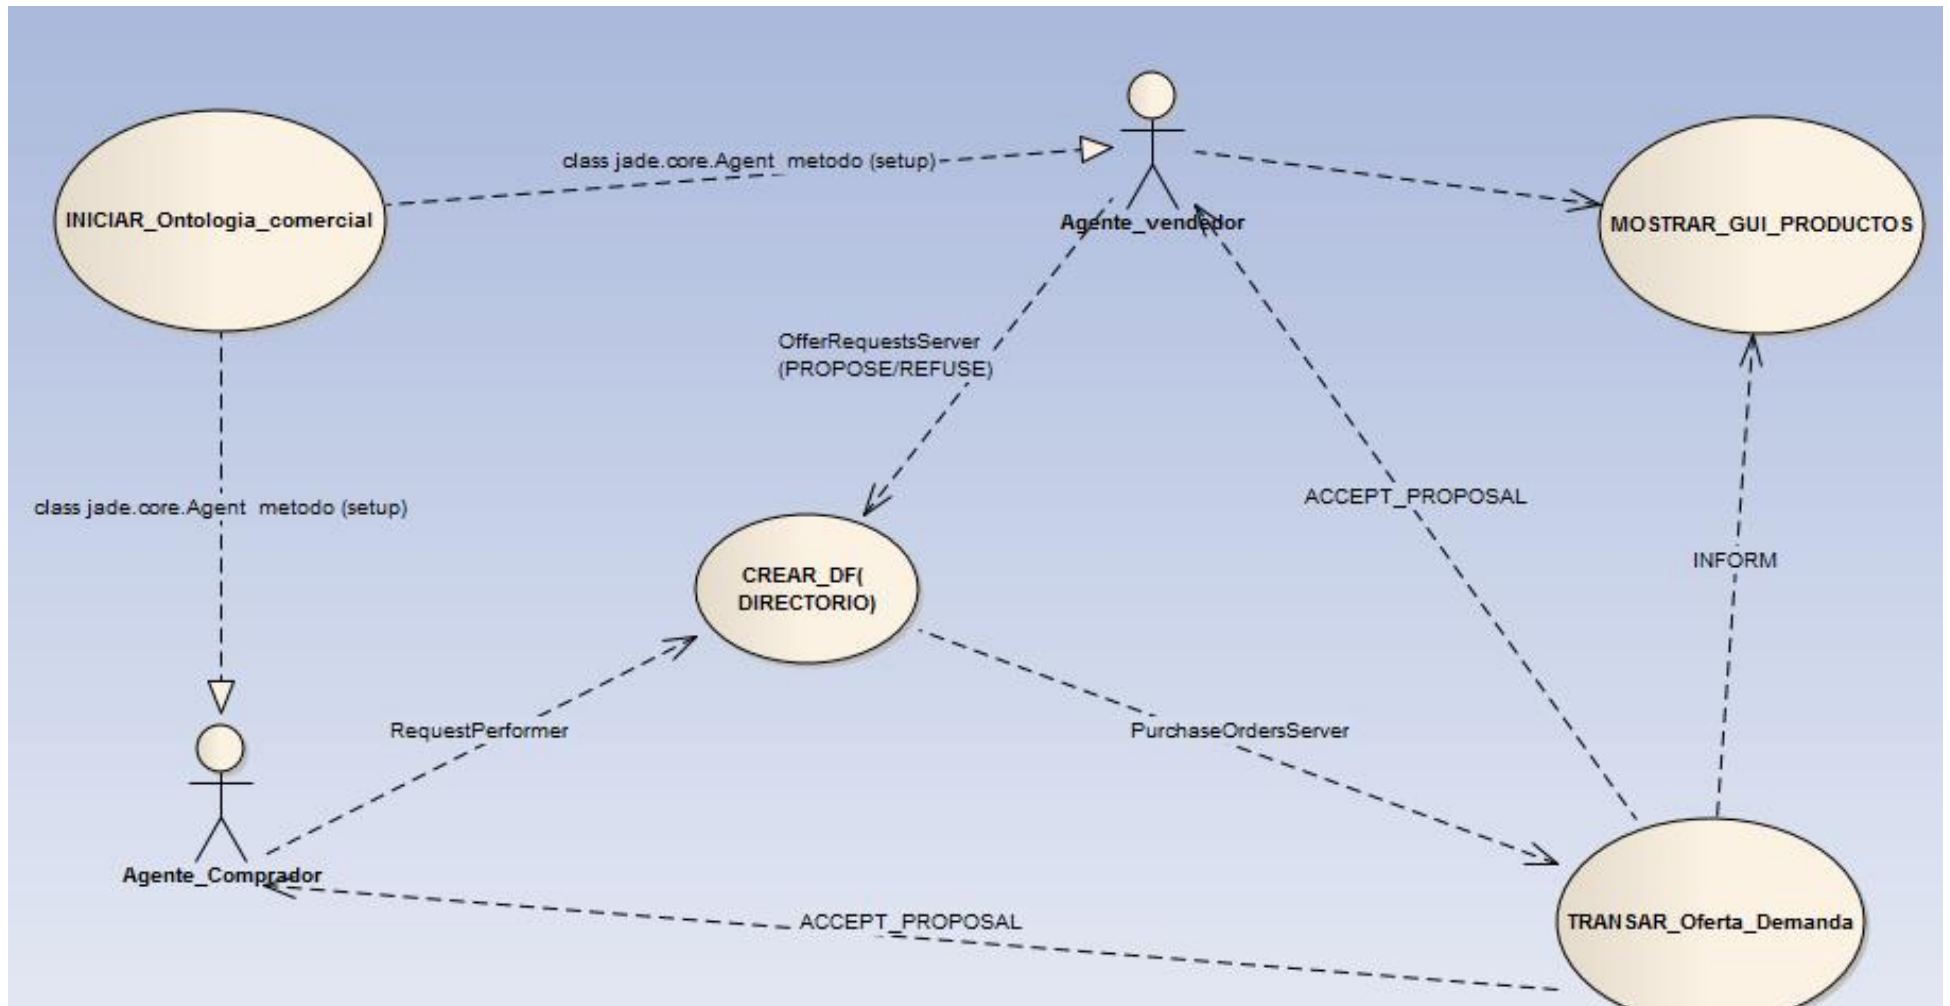 class jade.core.Agent metodo (setup)
INICIAR_Ontologia_comercial
Agente_vendedor
MOSTRAR_GUI_PRODUCTOS
OfferRequestsServer
(PROPOSE/REFUSE)
class jade.core.Agent metodo (setup)
ACCEPT_PROPOSAL
INFORM
CREAR_DF(
DIRECTORIO)
RequestPerformer
PurchaseOrdersServer
Agente_Comprador
ACCEPT_PROPOSAL
TRANSAR_Oferta_Demanda